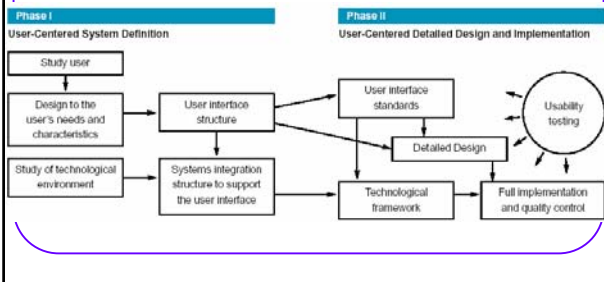 Phase I
Phase II
User-Centered System Definition
User-Centered Detailed Design and Implementation
Study user
Design to the
user's needs and
characteristics
User interface
structure
User interface
standards
Usability
testing
Detailed Design
Study of technological
environment
Systems integration
structure to support
the user interface
Technological
framework
Full implementation
and quality control